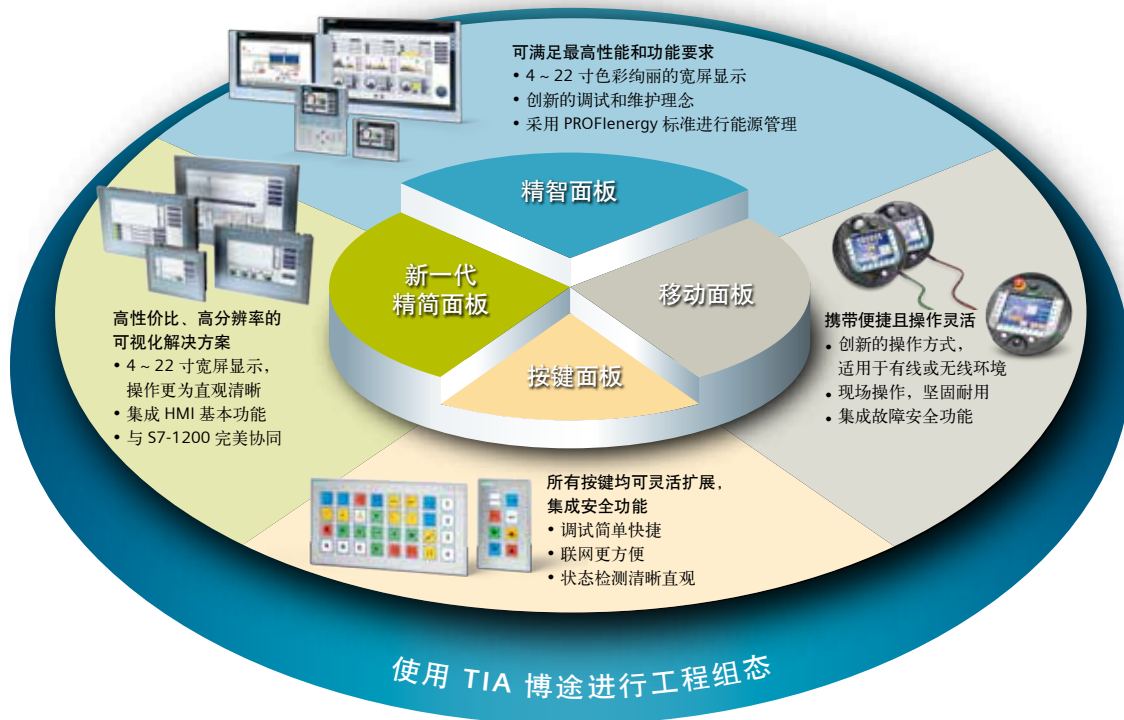 可满足最高性能和功能要求
• 4 ~ 22 寸色彩绚丽的宽屏显示
• 创新的调试和维护理念
• 采用 PROFIenergy 标准进行能源管理
精智面板
新一代
精简面板
移动面板
按键面板
高性价比、高分辨率的
可视化解决方案
• 4 ~ 22 寸宽屏显示，
操作更为直观清晰
• 集成 HMI 基本功能
• 与 S7-1200 完美协同
携带便捷且操作灵活
• 创新的操作方式，
适用于有线或无线环境
• 现场操作，坚固耐用
• 集成故障安全功能
所有按键均可灵活扩展，
集成安全功能
• 调试简单快捷
• 联网更方便
• 状态检测清晰直观
使用 TIA 博途进行工程组态